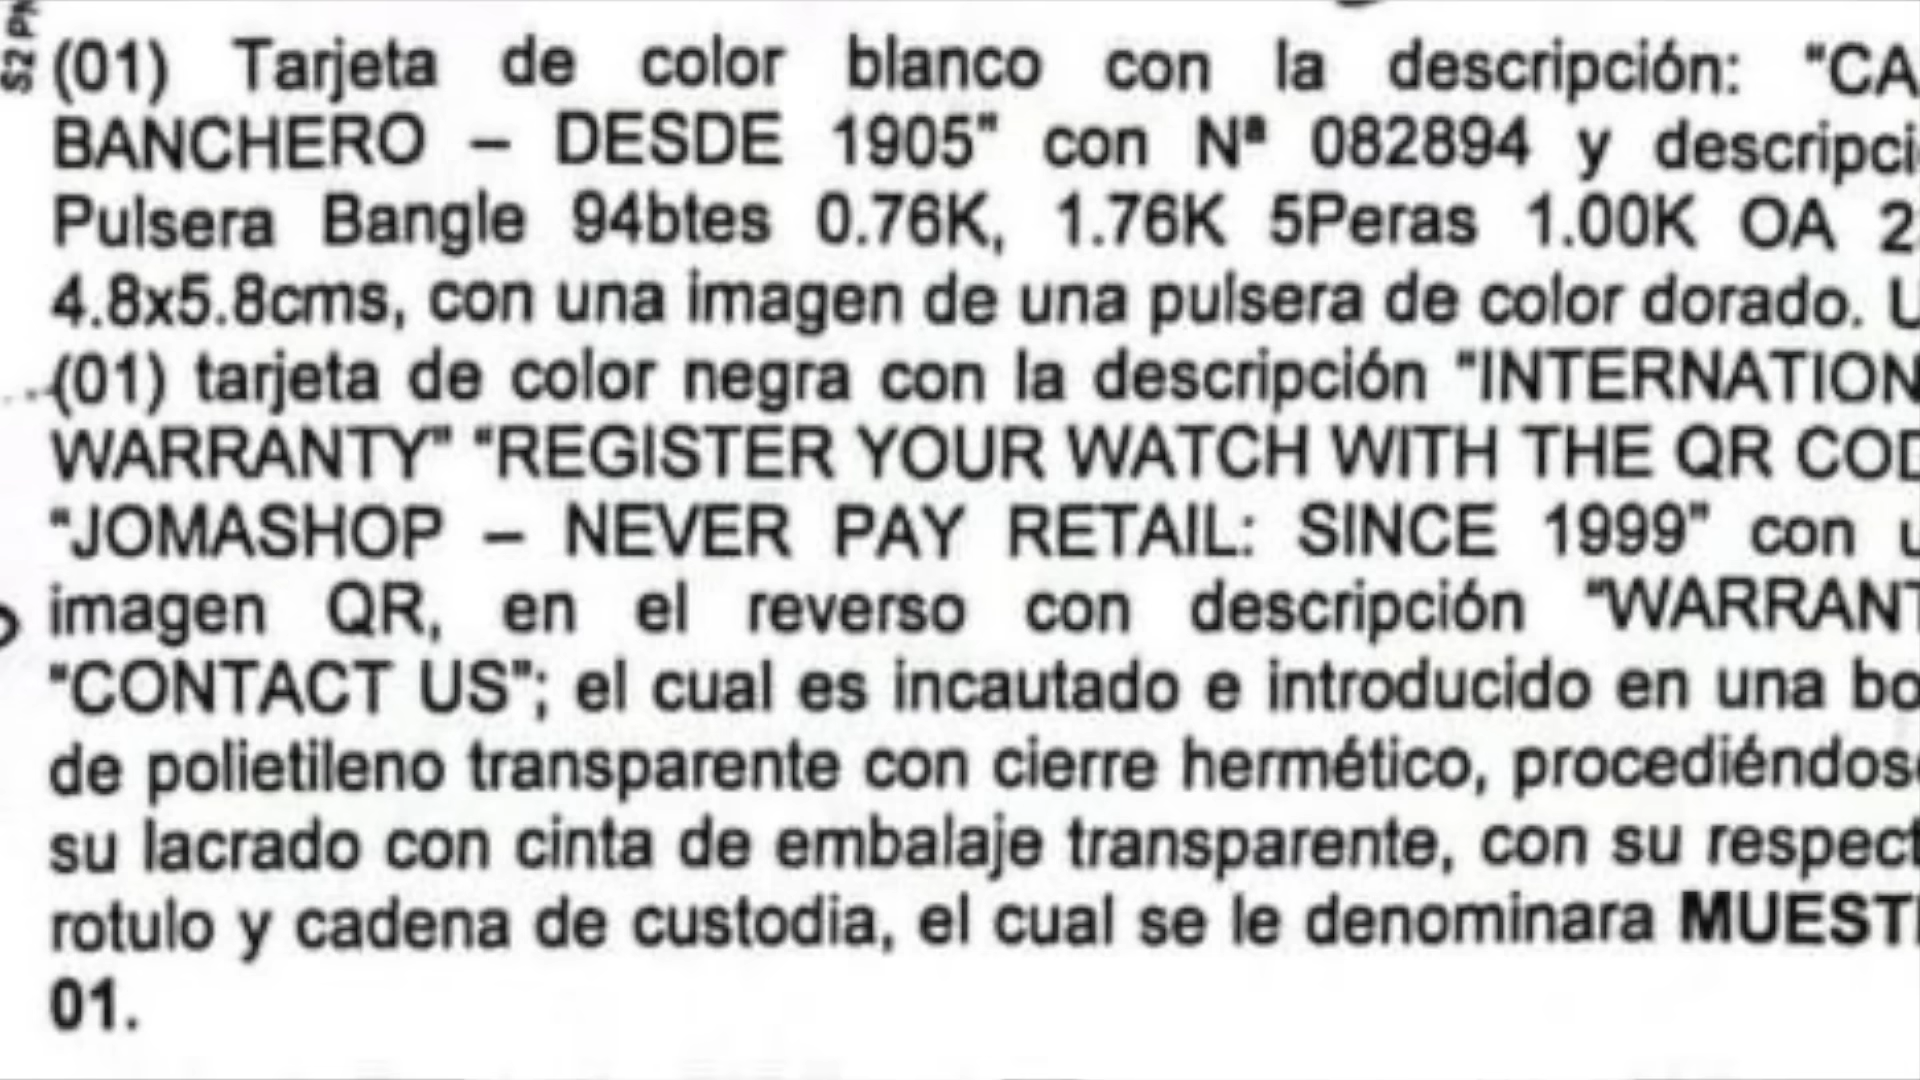 S2 PN
(01) Tarjeta de color blanco con la descripción: "CA
BANCHERO – DESDE 1905" con Nª 082894 y descripci
Pulsera Bangle 94btes 0.76K, 1.76K 5Peras 1.00K OA 2
4.8x5.8cms, con una imagen de una pulsera de color dorado. U
(01) tarjeta de color negra con la descripción "INTERNATION
WARRANTY" "REGISTER YOUR WATCH WITH THE QR COD
"JOMASHOP – NEVER PAY RETAIL: SINCE 1999" con u
imagen QR, en el reverso con descripción "WARRANT
"CONTACT US"; el cual es incautado e introducido en una bo
de polietileno transparente con cierre hermético, procediéndos
su lacrado con cinta de embalaje transparente, con su respect
rotulo y cadena de custodia, el cual se le denominara MUEST
01.